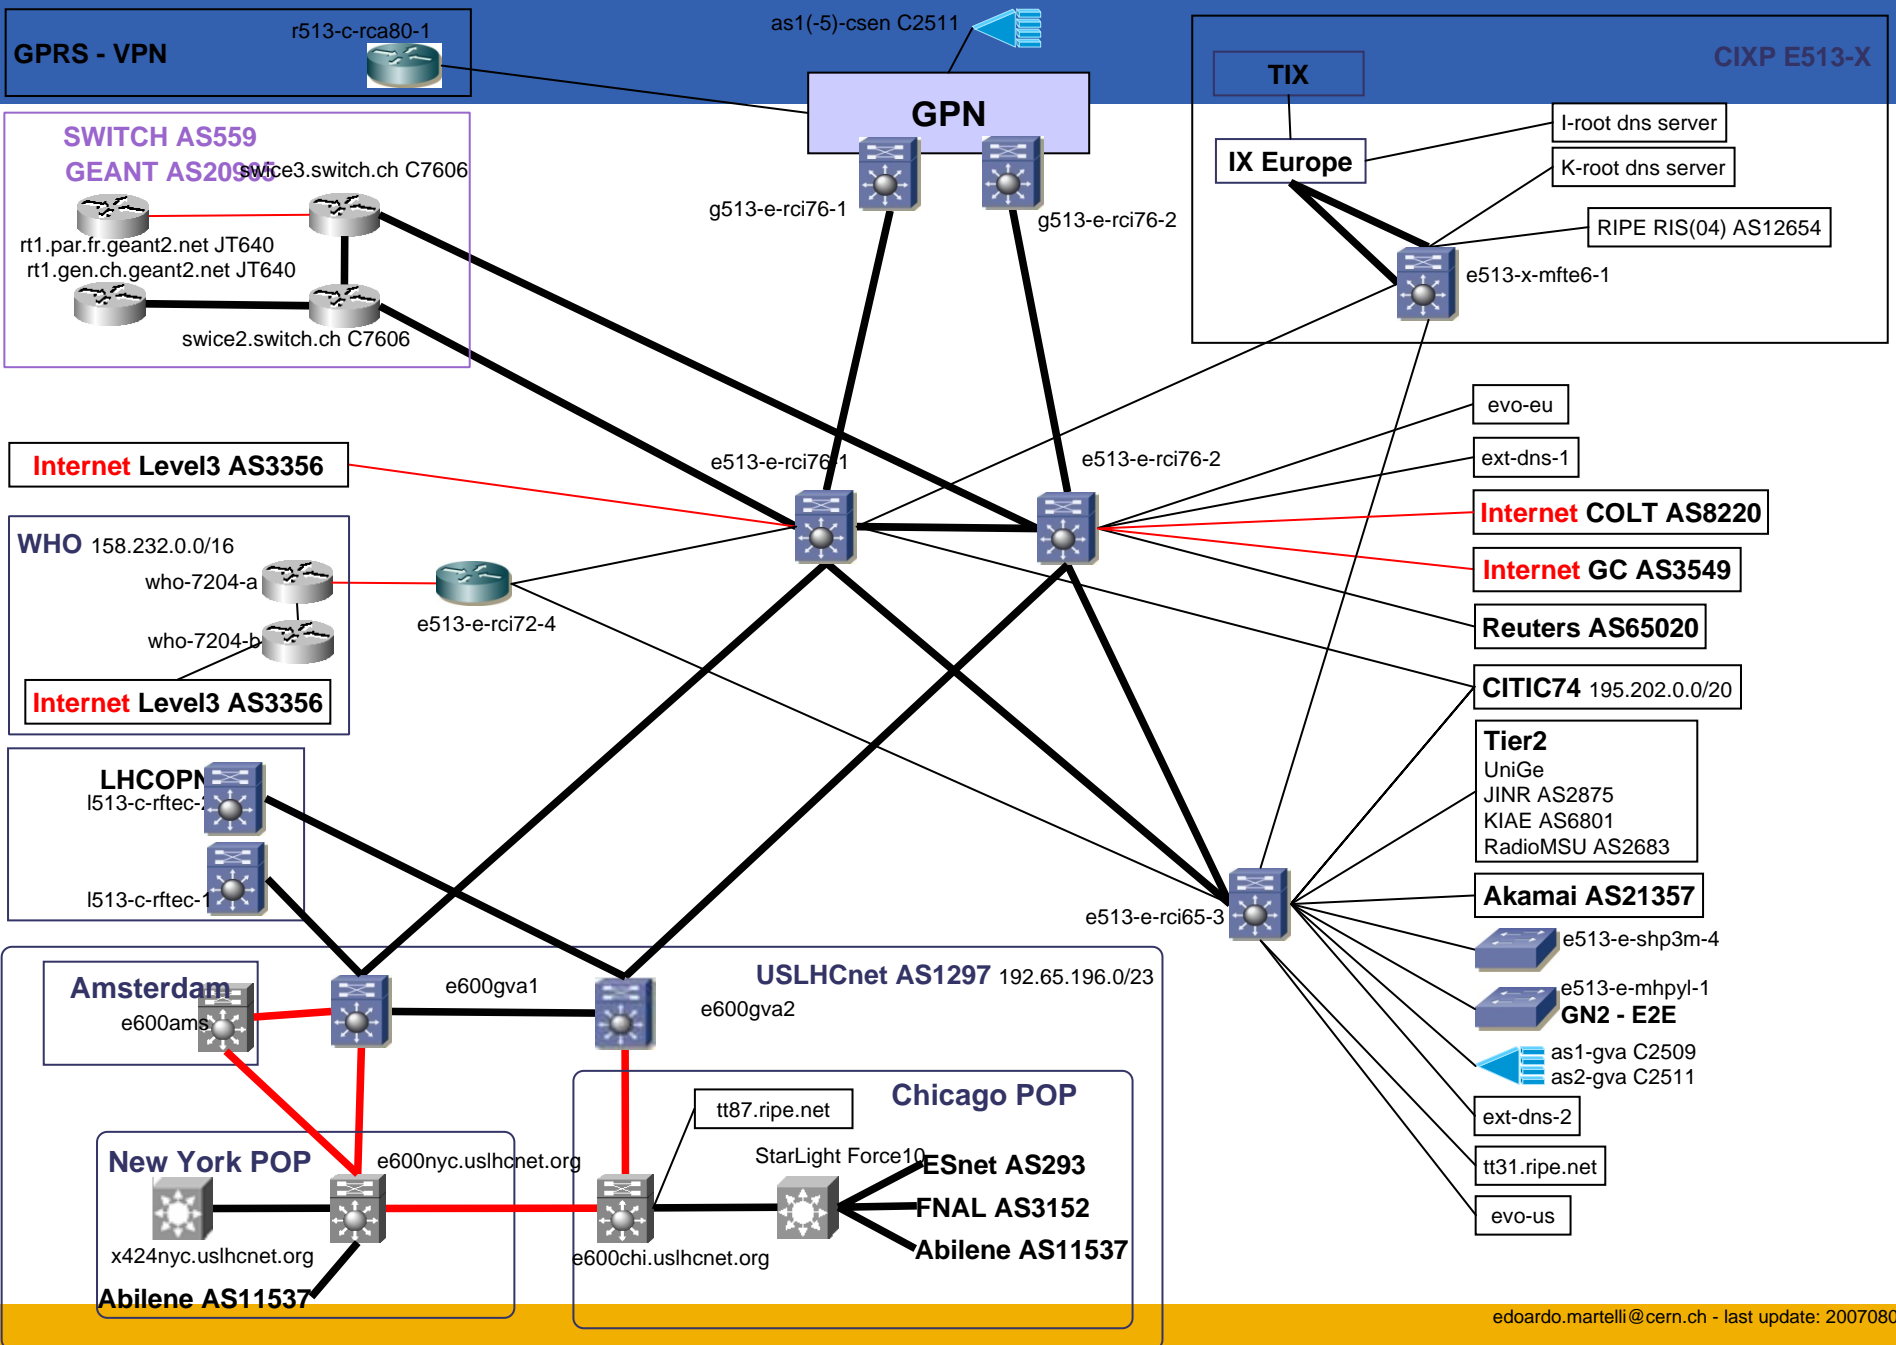 GPRS - VPN
r513-c-rca80-1
as1(-5)-csen C2511
GPN
g513-e-rci76-1
g513-e-rci76-2
CIXP E513-X
TIX
IX Europe
I-root dns server
K-root dns server
RIPE RIS(04) AS12654
e513-x-mfte6-1
SWITCH AS559
GEANT AS20965
swice3.switch.ch C7606
rt1.par.fr.geant2.net JT640
rt1.gen.ch.geant2.net JT640
swice2.switch.ch C7606
Internet Level3 AS3356
e513-e-rci76-1
e513-e-rci76-2
evo-eu
ext-dns-1
Internet COLT AS8220
Internet GC AS3549
Reuters AS65020
CITIC74 195.202.0.0/20
WHO 158.232.0.0/16
who-7204-a
who-7204-b
Internet Level3 AS3356
e513-e-rci72-4
Tier2
UniGe
JINR AS2875
KIAE AS6801
RadioMSU AS2683
Akamai AS21357
e513-e-rci65-3
e513-e-shp3m-4
e513-e-mhpyl-1
GN2 - E2E
as1-gva C2509
as2-gva C2511
ext-dns-2
tt31.ripe.net
evo-us
LHCOPN
l513-c-rftec-2
l513-c-rftec-1
USLHCnet AS1297 192.65.196.0/23
Amsterdam
e600ams
e600gva1
e600gva2
Chicago POP
tt87.ripe.net
StarLight Force10
ESnet AS293
FNAL AS3152
Abilene AS11537
e600chi.uslhcnet.org
New York POP
e600nyc.uslhcnet.org
x424nyc.uslhcnet.org
Abilene AS11537
edoardo.martelli@cern.ch - last update: 2007080